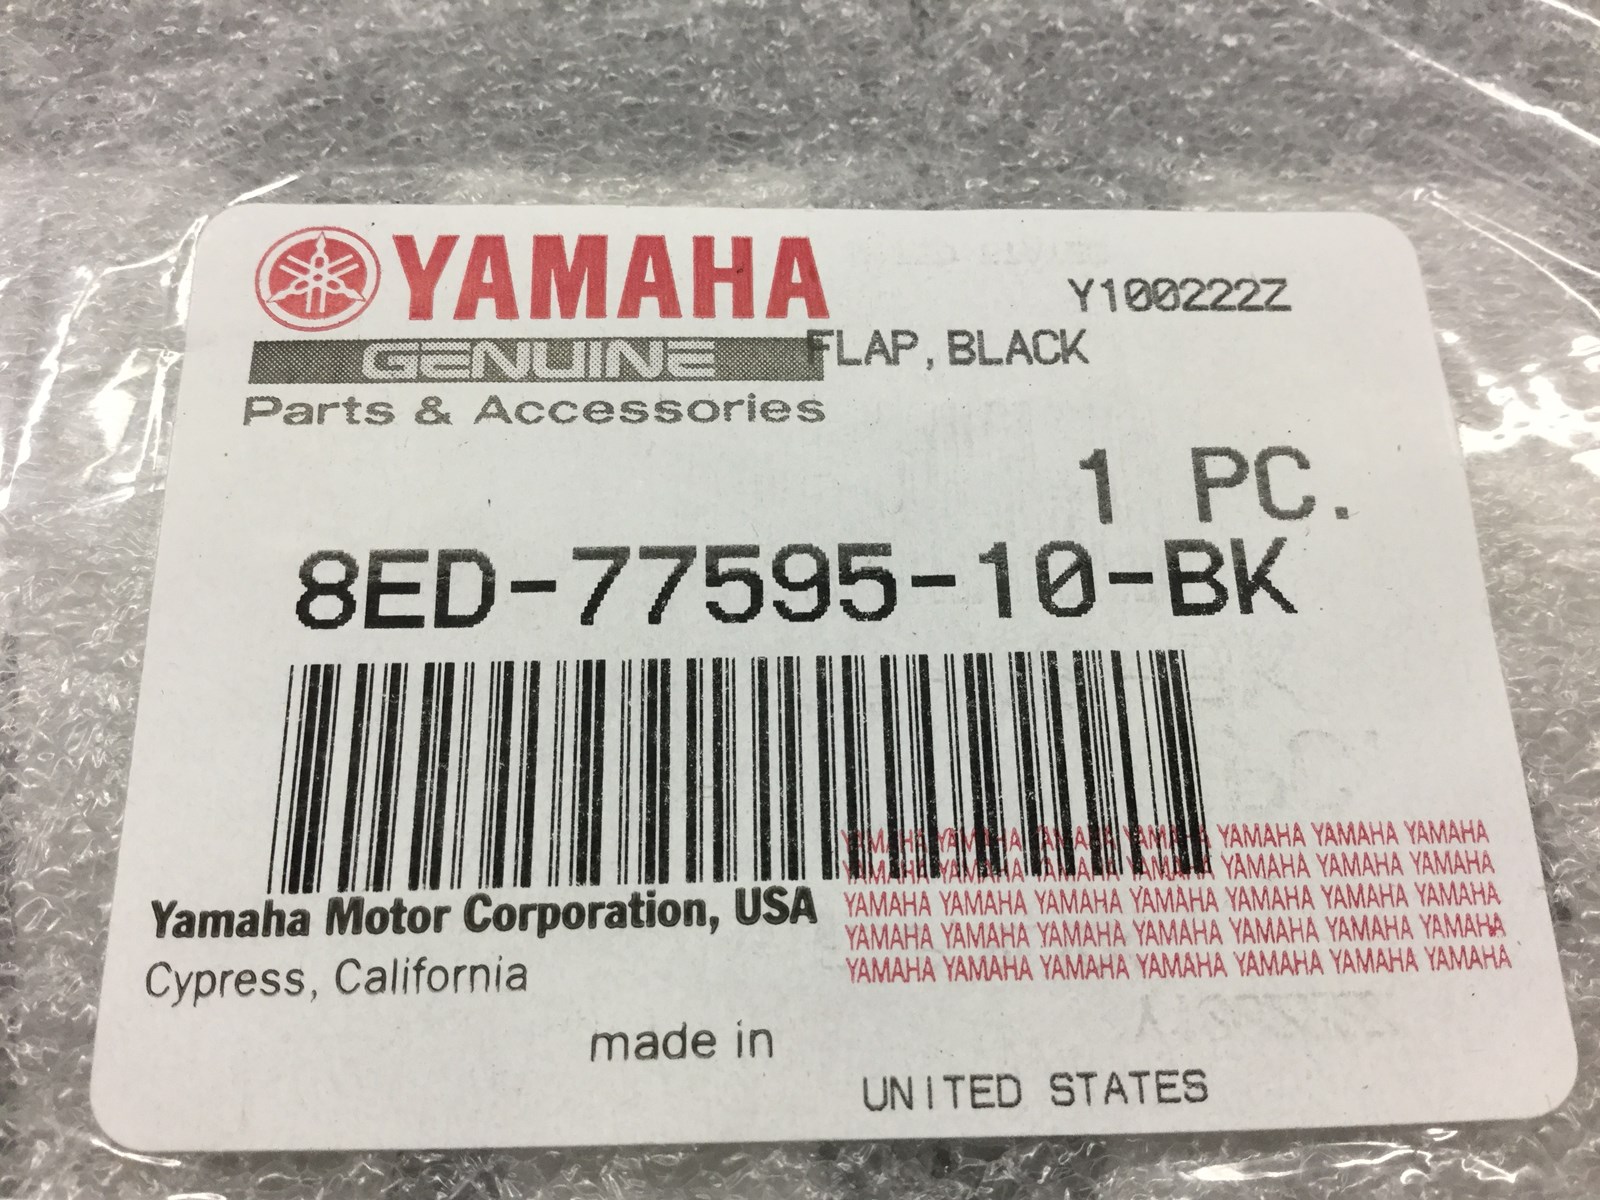 YAMAHA
Y100222Z
GENUINE
FLAP, BLACK
Parts & Accessories
1 PC.
8ED-77595-10-BK
YAMAHA YAMAHA YAMAHA YAMAHA YAMAHA YAMAHA YAMAHA
YAMAHA YAMAHA YAMAHA YAMAHA YAMAHA YAMAHA YAMAHA
YAMAHA YAMAHA YAMAHA YAMAHA YAMAHA YAMAHA YAMAHA
YAMAHA YAMAHA YAMAHA YAMAHA YAMAHA YAMAHA YAMAHA
YAMAHA YAMAHA YAMAHA YAMAHA YAMAHA YAMAHA YAMAHA
Yamaha Motor Corporation, USA
Cypress, California
made in
UNITED STATES